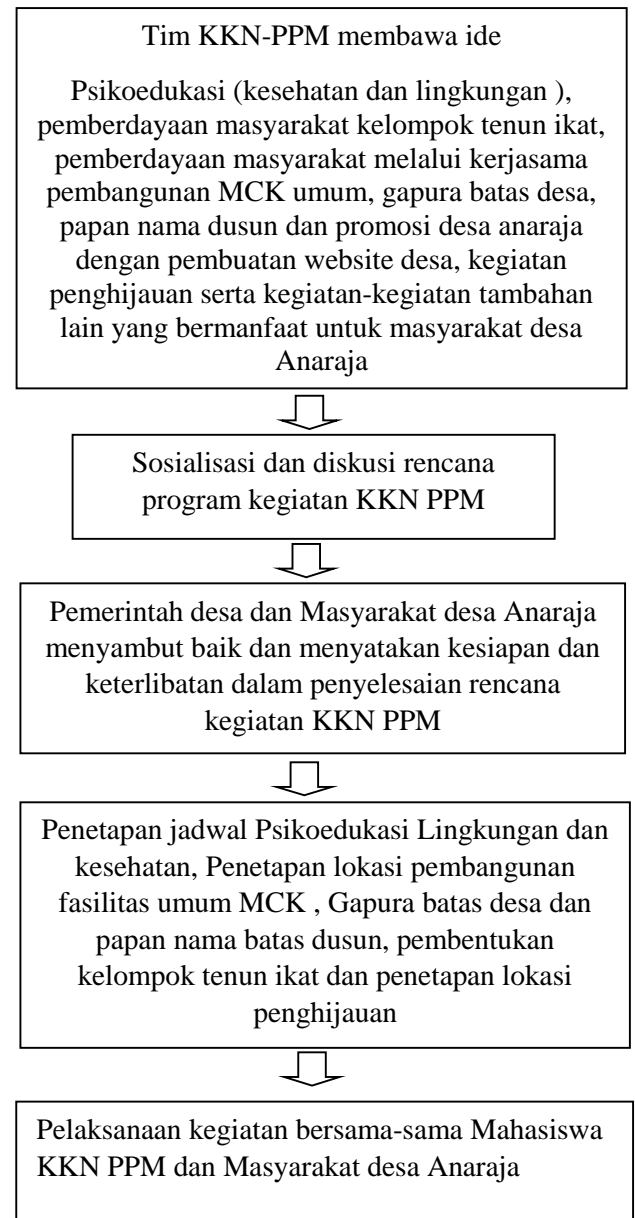 Tim KKN-PPM membawa ide
Psikoedukasi (kesehatan dan lingkungan ),
pemberdayaan masyarakat kelompok tenun ikat,
pemberdayaan masyarakat melalui kerjasama
pembangunan MCK umum, gapura batas desa,
papan nama dusun dan promosi desa anaraja
dengan pembuatan website desa, kegiatan
penghijauan serta kegiatan-kegiatan tambahan
lain yang bermanfaat untuk masyarakat desa
Anaraja
Sosialisasi dan diskusi rencana
program kegiatan KKN PPM
Pemerintah desa dan Masyarakat desa Anaraja
menyambut baik dan menyatakan kesiapan dan
keterlibatan dalam penyelesaian rencana
kegiatan KKN PPM
Penetapan jadwal Psikoedukasi Lingkungan dan
kesehatan, Penetapan lokasi pembangunan
fasilitas umum MCK , Gapura batas desa dan
papan nama batas dusun, pembentukan
kelompok tenun ikat dan penetapan lokasi
penghijauan
Pelaksanaan kegiatan bersama-sama Mahasiswa
KKN PPM dan Masyarakat desa Anaraja